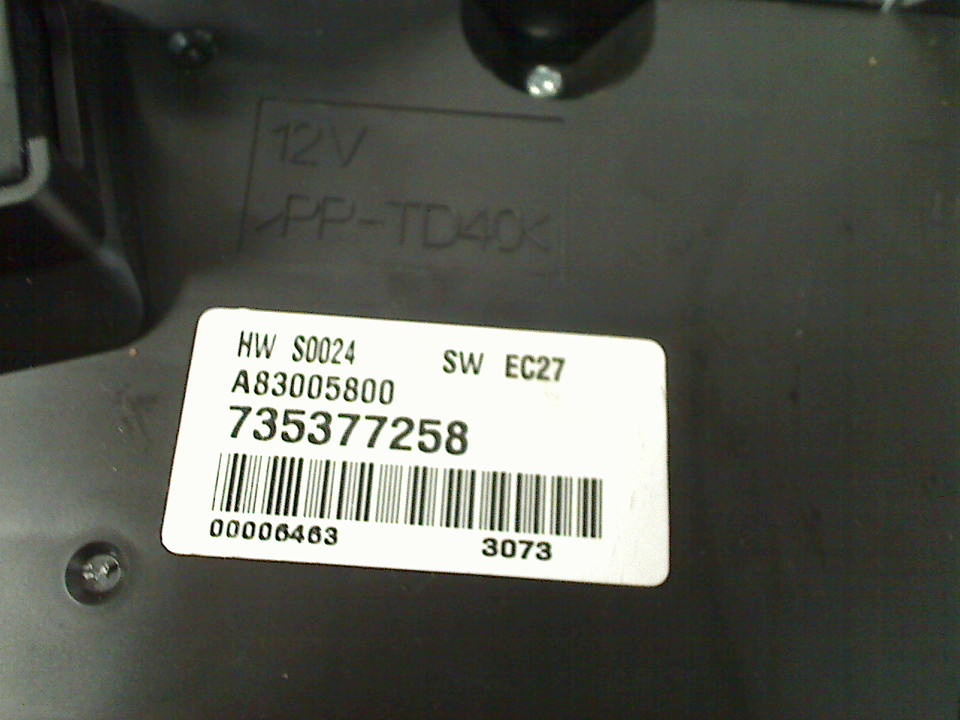 12V
>PP-TD40<
HW S0024 SW EC27
A83005800
735377258
00006463 3073